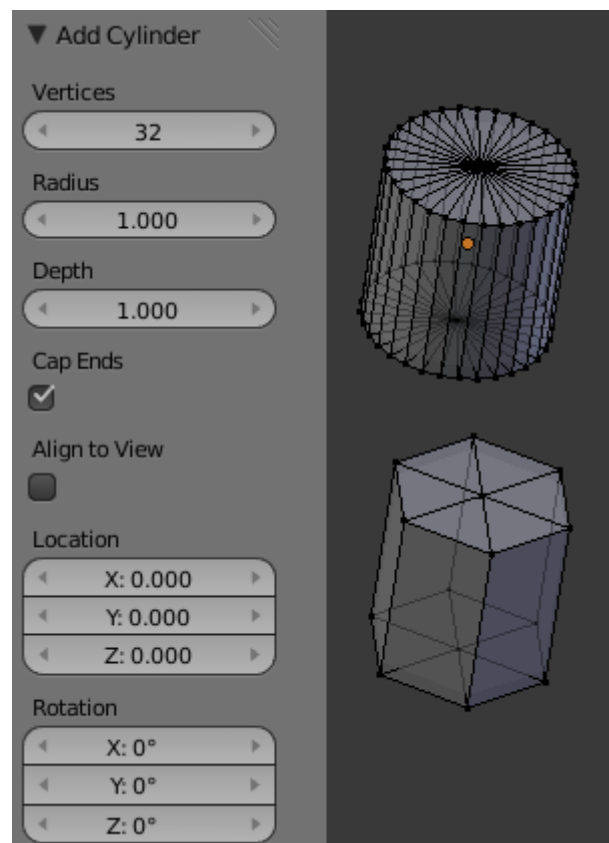 Add Cylinder
Vertices
32
Radius
1.000
Depth
1.000
Cap Ends
Align to View
Location
X: 0.000
Y: 0.000
Z: 0.000
Rotation
X: 0°
Y: 0°
Z: 0°